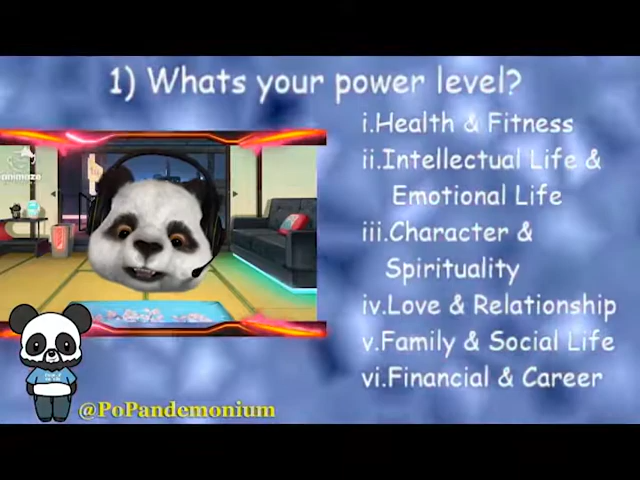 1) Whats your power level?
i.Health & Fitness
ii.Intellectual Life &
Emotional Life
iii.Character &
Spirituality
iv.Love & Relationship
v.Family & Social Life
vi.Financial & Career
animaze
@PoPandemonium